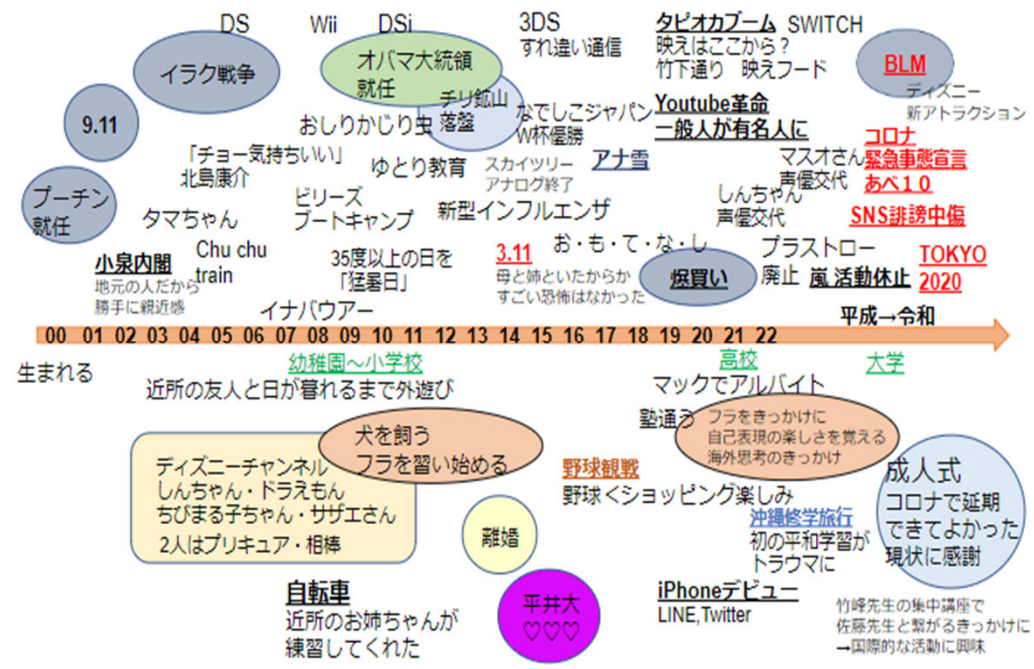 DS
Wii
DSi
3DS
すれ違い通信
タピオカブーム
映えはここから?
竹下通り 映えフード
SWITCH
イラク戦争
オバマ大統領
就任
BLM
ディズニー
新アトラクション
9.11
チリ鉱山
落盤
おしりかじり虫
なでしこジャパン
W杯優勝
Youtube革命
一般人が有名人に
コロナ
緊急事態宣言
あべ10
「チョー気持ちいい」
北島康介
ゆとり教育
スカイツリー
アナログ終了
アナ雪
マスオさん
声優交代
しんちゃん
声優交代
プーチン
就任
タマちゃん
ビリーズ
ブートキャンプ
新型インフルエンザ
SNS誹謗中傷
小泉内閣
地元の人だから
勝手に親近感
Chu chu
train
35度以上の日を
「猛暑日」
3.11
母と姉といたからか
すごい恐怖はなかった
お・も・て・な・し
爆買い
プラストロー
廃止
嵐 活動休止
TOKYO
2020
イナバウアー
平成→令和
00 01 02 03 04 05 06 07 08 09 10 11 12 13 14 15 16 17 18 19 20 21 22
生まれる
幼稚園~小学校
高校
大学
近所の友人と日が暮れるまで外遊び
マックでアルバイト
塾通う
フラをきっかけに
自己表現の楽しさを覚える
海外思考のきっかけ
犬を飼う
フラを習い始める
ディズニーチャンネル
しんちゃん・ドラえもん
ちびまる子ちゃん・サザエさん
2人はプリキュア・相棒
野球観戦
野球<ショッピング楽しみ
成人式
コロナで延期
できてよかった
現状に感謝
離婚
沖縄修学旅行
初の平和学習が
トラウマに
自転車
近所のお姉ちゃんが
練習してくれた
平井大
♡♡♡
iPhoneデビュー
LINE,Twitter
竹峰先生の集中講座で
佐藤先生と繋がるきっかけに
→国際的な活動に興味